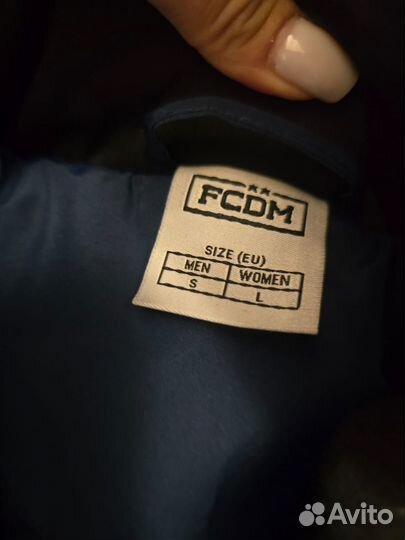 FCDM
SIZE (EU)
MEN WOMEN
S L
Avito